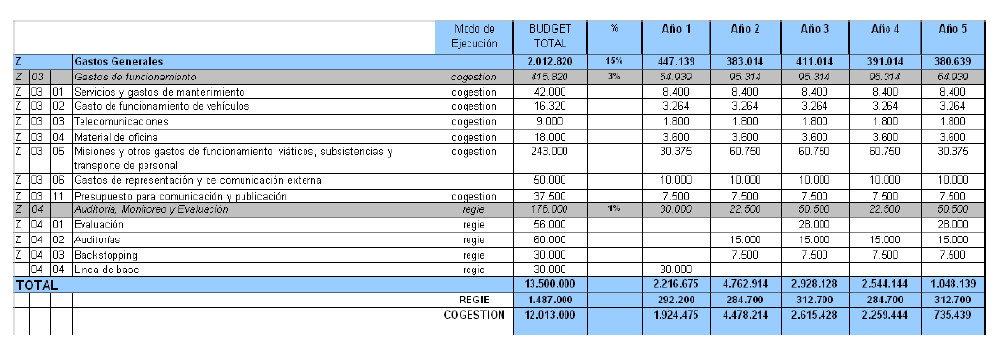 Modo de Ejecución BUDGET TOTAL % Año 1 Año 2 Año 3 Año 4 Año 5
Z Gastos Generales 2.012.820 15% 447.139 383.014 411.014 391.014 380.639
Z 03 Gastos de funcionamiento cogestion 415.820 3% 64.939 95.314 95.314 95.314 64.939
Z 03 01 Servicios y gastos de mantenimiento cogestion 42.000 8.400 8.400 8.400 8.400 8.400
Z 03 02 Gasto de funcionamiento de vehículos cogestion 16.320 3.264 3.264 3.264 3.264 3.264
Z 03 03 Telecomunicaciones cogestion 9.000 1.800 1.800 1.800 1.800 1.800
Z 03 04 Material de oficina cogestion 18.000 3.600 3.600 3.600 3.600 3.600
Z 03 05 Misiones y otros gastos de funcionamiento: viáticos, subsistencias y transporte de personal cogestion 243.000 30.375 60.750 60.750 60.750 30.375
Z 03 06 Gastos de representación y de comunicación externa 50.000 10.000 10.000 10.000 10.000 10.000
Z 03 11 Presupuesto para comunicación y publicación cogestion 37.500 7.500 7.500 7.500 7.500 7.500
Z 04 Auditoria, Monitoreo y Evaluación regie 176.000 1% 30.000 22.500 50.500 22.500 50.500
Z 04 01 Evaluación regie 56.000 28.000 28.000
Z 04 02 Auditorías regie 60.000 15.000 15.000 15.000 15.000
Z 04 03 Backstopping regie 30.000 7.500 7.500 7.500 7.500
04 04 Linea de base regie 30.000 30.000
TOTAL 13.500.000 2.216.675 4.762.914 2.928.128 2.544.144 1.048.139
REGIE 1.487.000 292.200 284.700 312.700 284.700 312.700
COGESTION 12.013.000 1.924.475 4.478.214 2.615.428 2.259.444 735.439